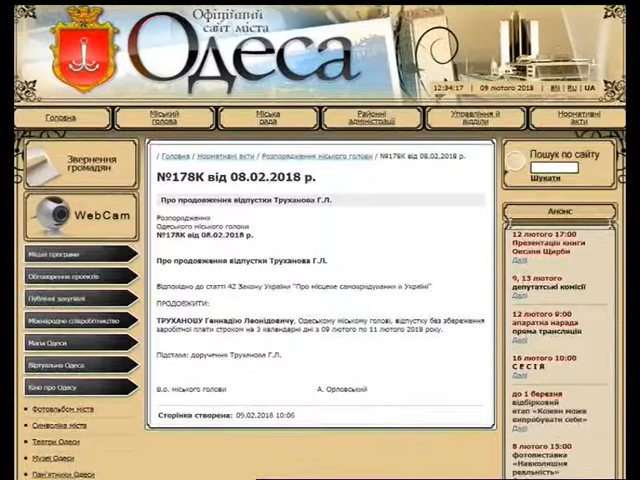 Офіційний
сайт міста
Одеса
12:34:17 | 09 лютого 2018 | EN | RU | UA
Головна
Міський
голова
Міська
рада
Районні
адміністрації
Управління й
відділи
Нормативні
акти
Звернення
громадян
WebCam
Міські програми
Обговорення проєктів
Публічні закупівлі
Міжнародне співробітництво
Мапа Одеси
Віртуальна Одеса
Кіно про Одесу
Фотоальбом міста
Символіка міста
Театри Одеси
Музеї Одеси
Пам'ятники Одеси
/ Головна / Нормативні акти / Розпорядження міського голови / №178К від 08.02.2018 р.
№178К від 08.02.2018 р.
Про продовження відпустки Труханова Г.Л.
Розпорядження
Одеського міського голови
№178К від 08.02.2018 р.
Про продовження відпустки Труханова Г.Л.
Відповідно до статті 42 Закону України "Про місцеве самоврядування в Україні"
ПРОДОВЖИТИ:
ТРУХАНОВУ Геннадію Леонідовичу, Одеському міському голові, відпустку без збереження
заробітної плати строком на 3 календарні дні з 09 лютого по 11 лютого 2018 року.
Підстава: доручення Труханова Г.Л.
В.о. міського голови А. Орловський
Сторінка створена: 09.02.2018 10:06
Пошук по сайту
Шукати
Анонс
12 лютого 17:00
Презентація книги
Оксани Щирби
Далі
9, 13 лютого
депутатські комісії
Далі
12 лютого 9:00
апаратна нарада
пряма трансляція
Далі
16 лютого 10:00
С Е С І Я
Далі
до 1 березня
відбірковий
етап «Кожен може
випробувати себе»
Далі
8 лютого 15:00
фотовиставка
«Навколишня
реальність»